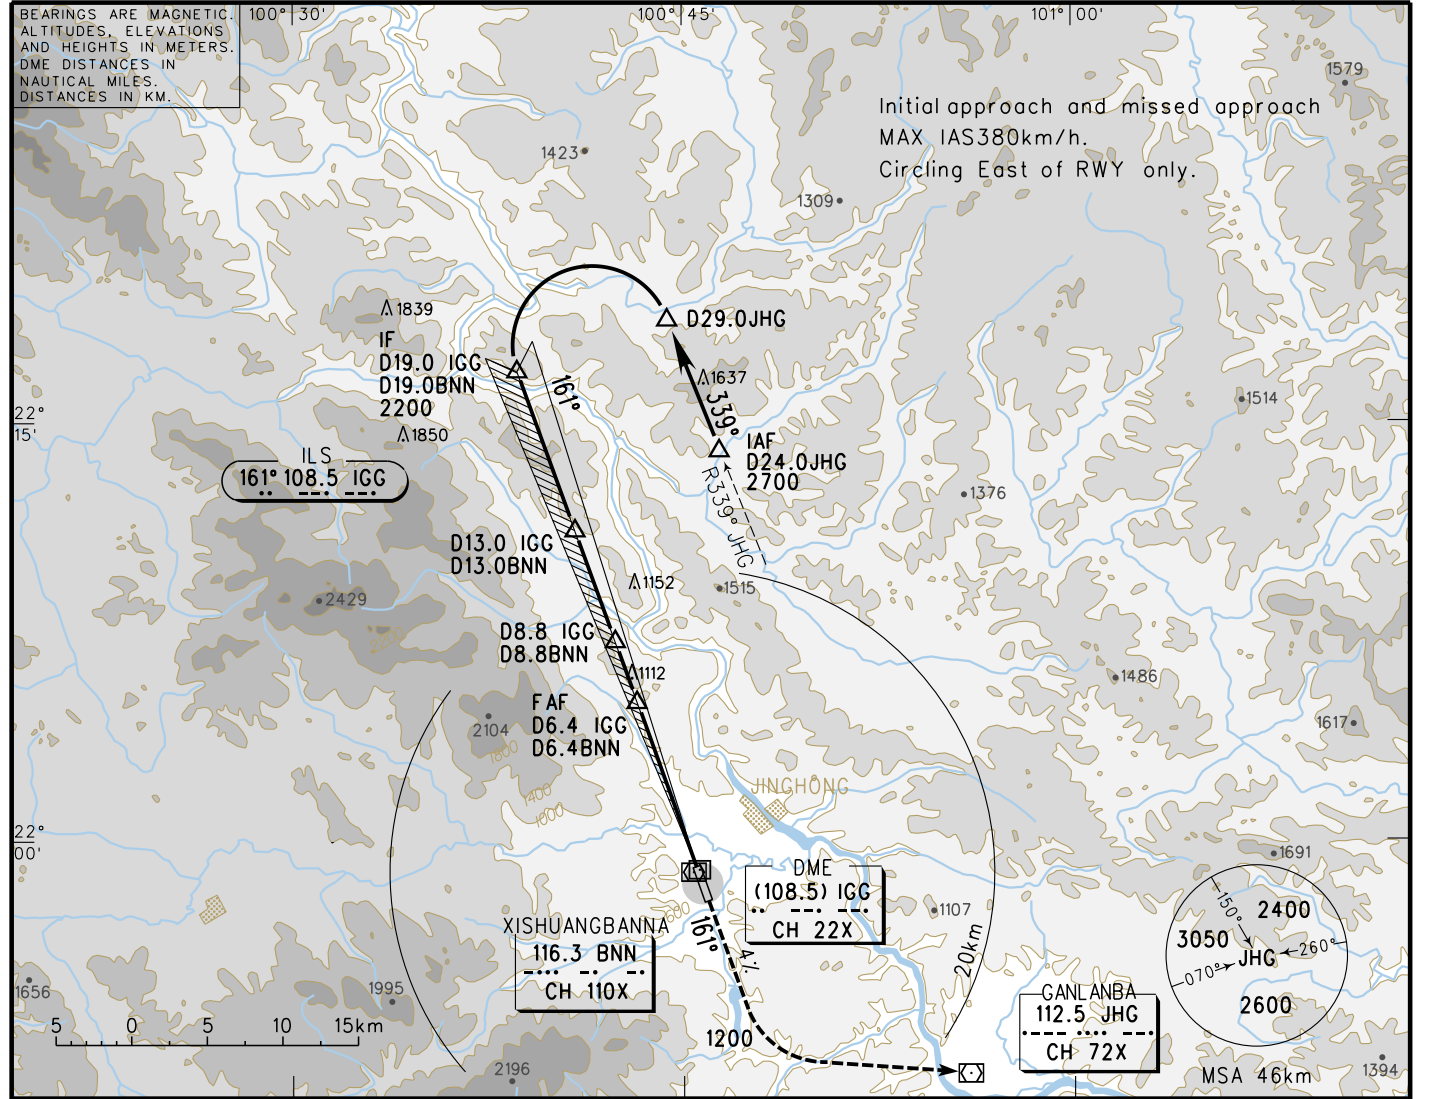 BEARINGS ARE MAGNETIC.
ALTITUDES, ELEVATIONS
AND HEIGHTS IN METERS.
DME DISTANCES IN
NAUTICAL MILES.
DISTANCES IN KM.
100° 30'
100° 45'
101° 00'
1579
Initial approach and missed approach
MAX IAS380km/h.
Circling East of RWY only.
1423
1309
1839
D29.0JHG
IF
D19.0 IGG
D19.0BNN
2200
161°
1637
339°
1514
22°
15'
1850
IAF
D24.0JHG
2700
R339° JHG
ILS
161° 108.5 IGG
1376
D13.0 IGG
D13.0BNN
1152
1515
2429
D8.8 IGG
D8.8BNN
1112
1486
FAF
D6.4 IGG
D6.4BNN
2104
1800
1617
1400
1000
JINGHONG
22°
00'
1691
DME
(108.5) IGG
CH 22X
1107
600
161°
4%
20km
XISHUANGBANNA
116.3 BNN
CH 110X
150°
2400
3050
JHG
260°
070°
2600
MSA 46km
1656
1995
GANLANBA
112.5 JHG
CH 72X
5 0 5 10 15km
1200
2196
1394